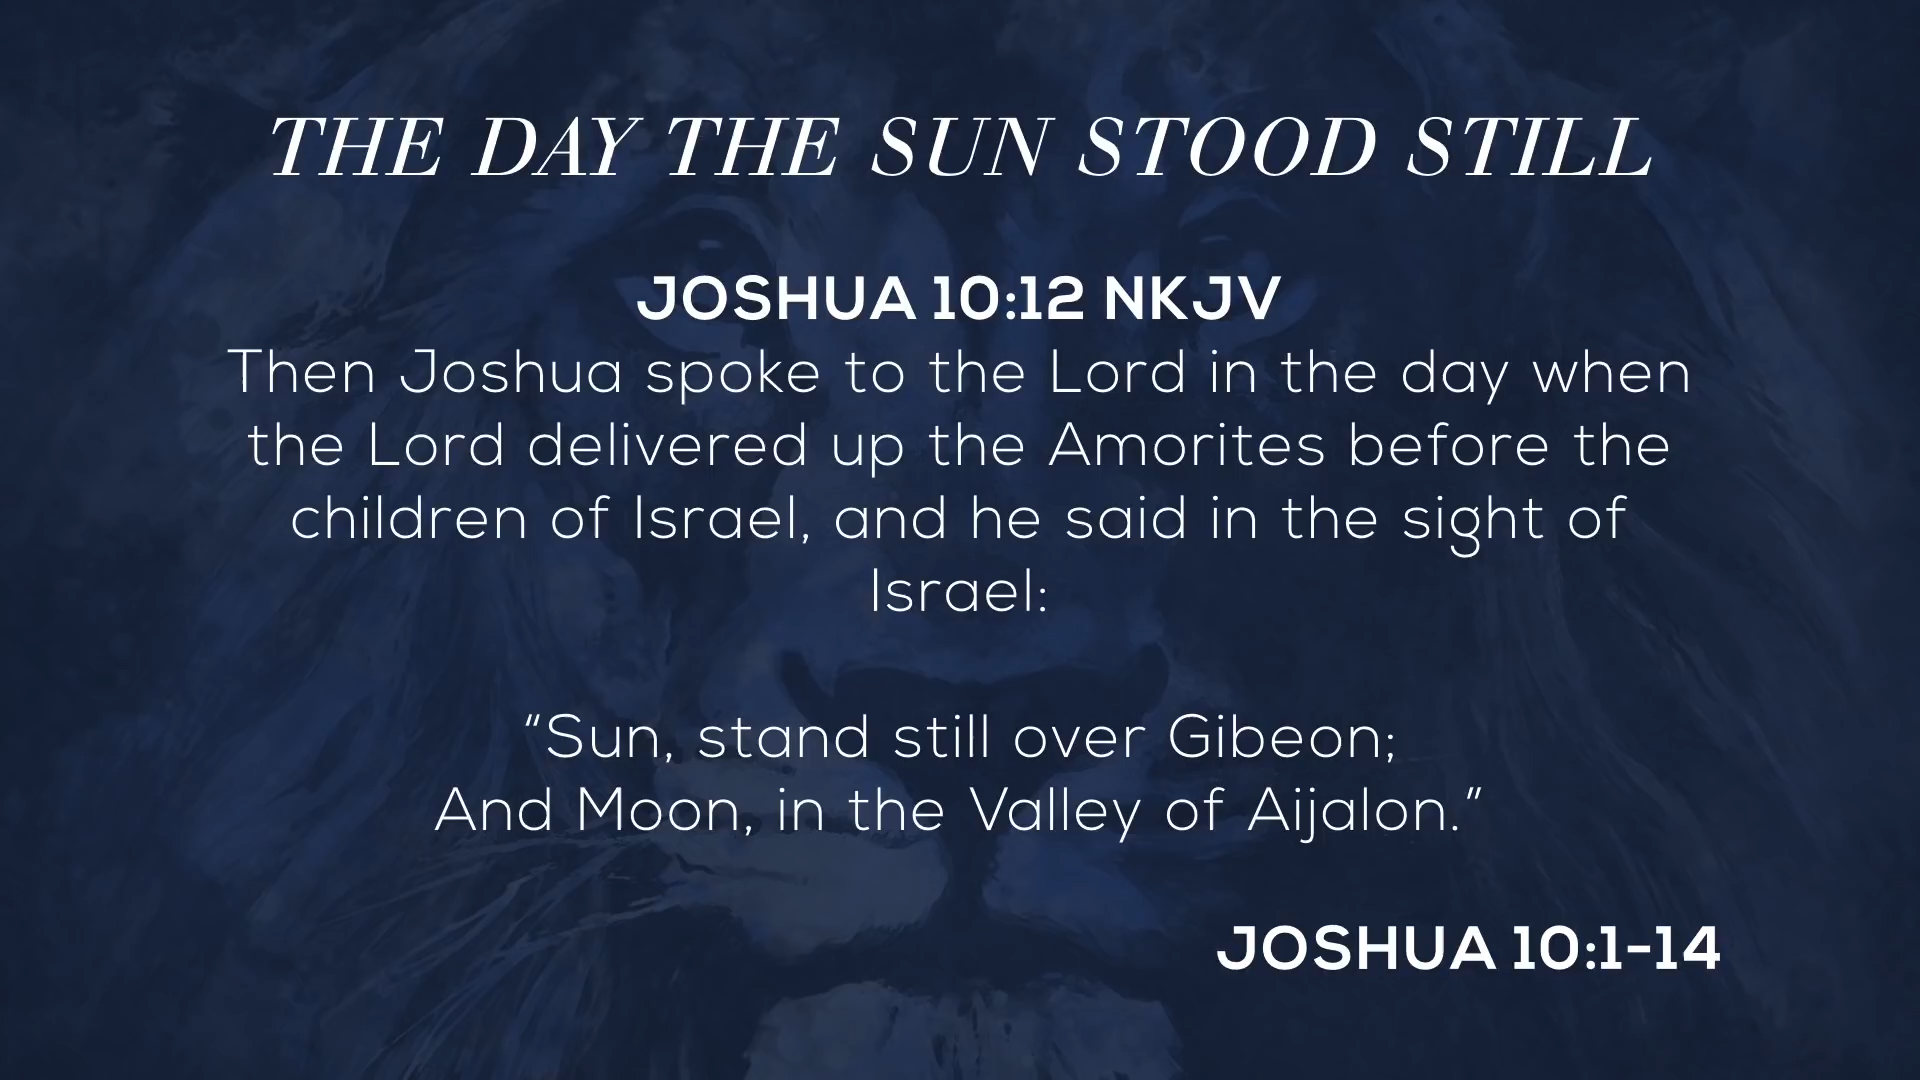 THE DAY THE SUN STOOD STILL
JOSHUA 10:12 NKJV
Then Joshua spoke to the Lord in the day when
the Lord delivered up the Amorites before the
children of Israel, and he said in the sight of
Israel:
“Sun, stand still over Gibeon;
And Moon, in the Valley of Aijalon.”
JOSHUA 10:1-14